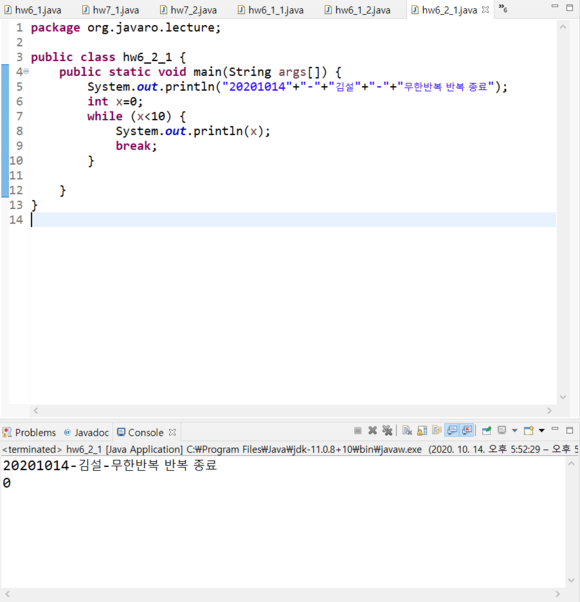 hw6_1.java hw7_1.java hw7_2.java hw6_1_1.java hw6_1_2.java hw6_2_1.java »6
1 package org.javaro.lecture;
2
3 public class hw6_2_1 {
4 public static void main(String args[]) {
5 System.out.println("20201014"+"-"+"김설"+"-"+"무한반복 반복 종료");
6 int x=0;
7 while (x<10) {
8 System.out.println(x);
9 break;
10 }
11
12 }
13 }
14
Problems @ Javadoc Console
<terminated> hw6_2_1 [Java Application] C:₩Program Files₩Java₩jdk-11.0.8+10₩bin₩javaw.exe (2020. 10. 14. 오후 5:52:29 – 오후 5
20201014-김설-무한반복 반복 종료
0